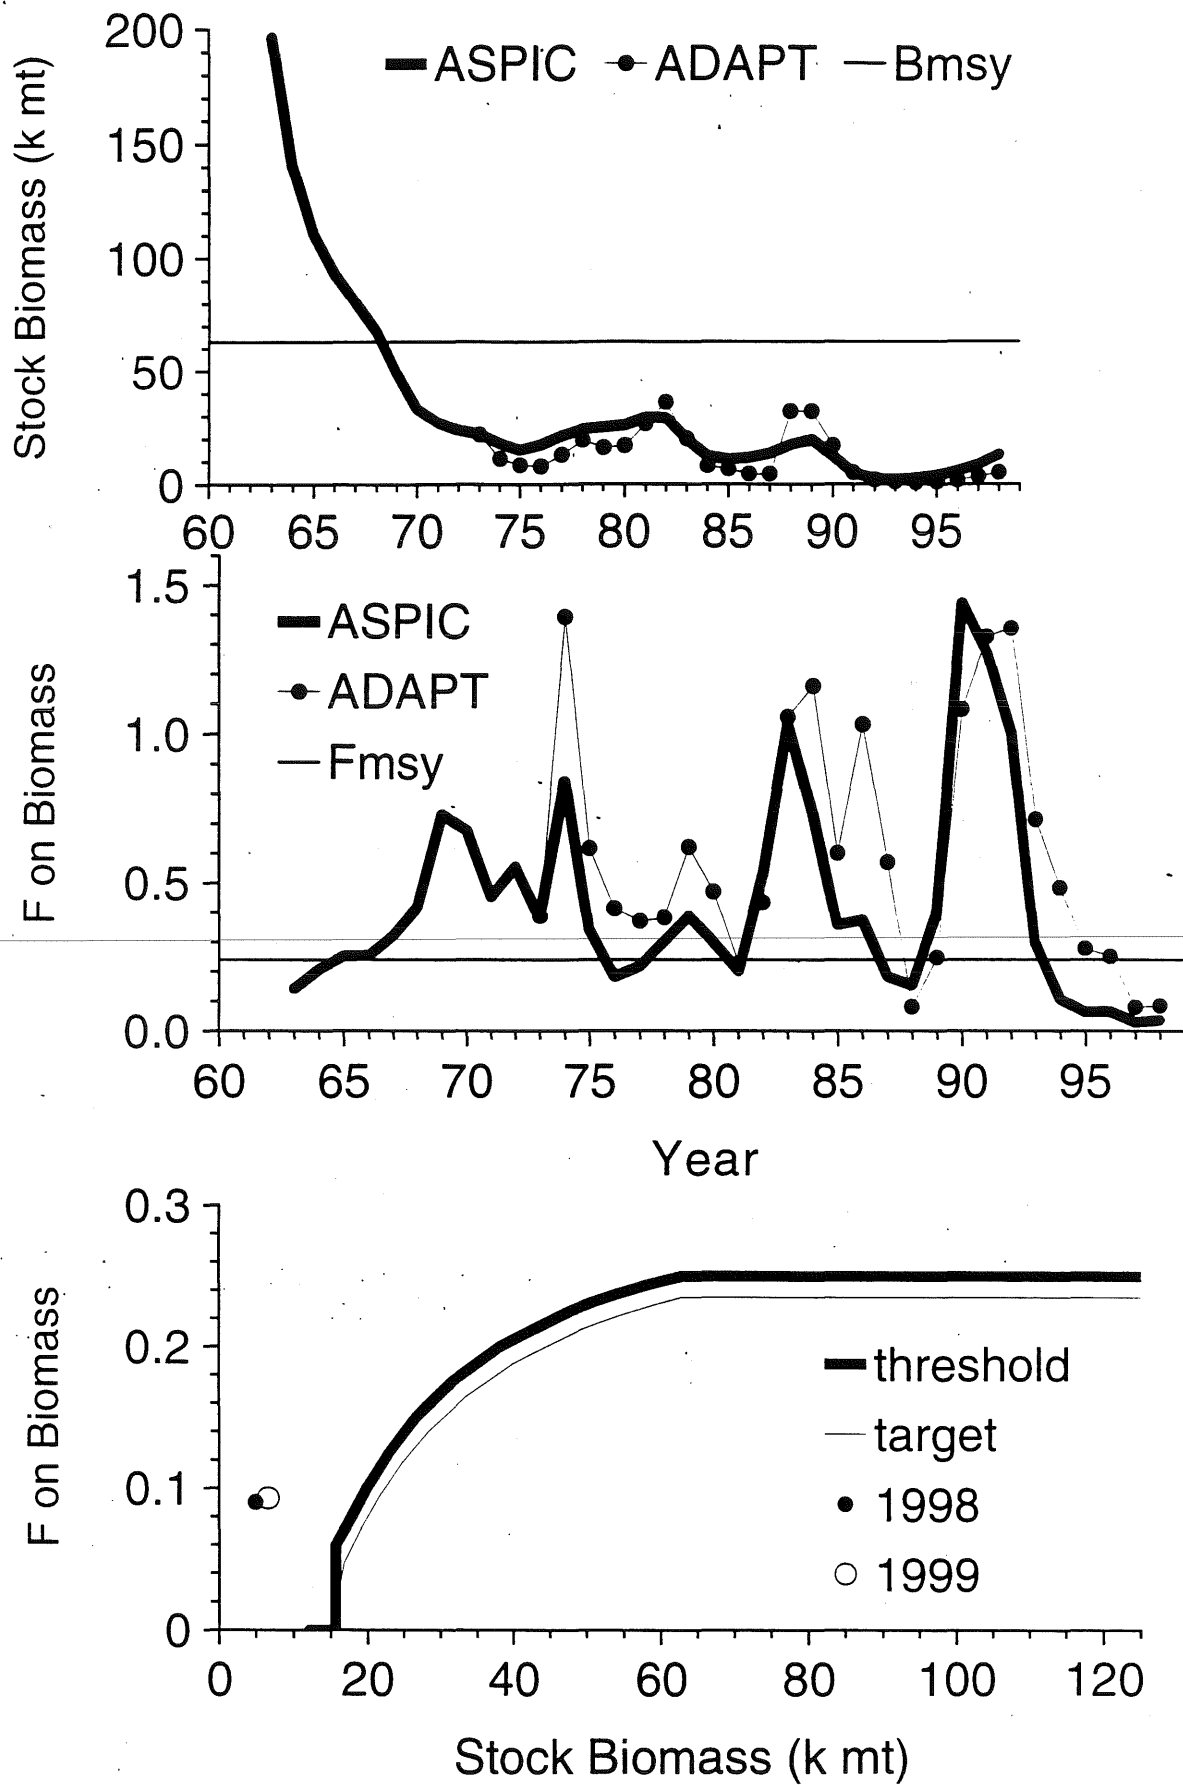 200
ASPIC ADAPT Bmsy
150
100
50
0
Stock Biomass (k mt)
60 65 70 75 80 85 90 95
1.5
ASPIC
ADAPT
1.0
Fmsy
0.5
0.0
F on Biomass
60 65 70 75 80 85 90 95
Year
0.3
0.2
threshold
target
0.1
1998
1999
0
F on Biomass
0 20 40 60 80 100 120
Stock Biomass (k mt)